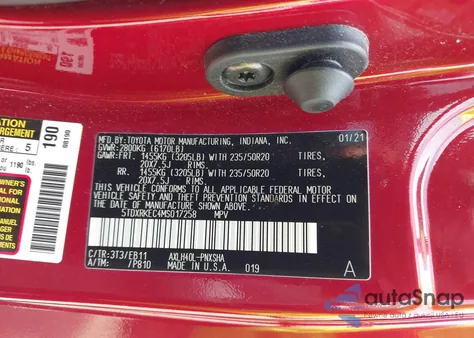 MFD. BY: TOYOTA MOTOR MANUFACTURING, INDIANA, INC. 01/21
GVWR: 2800KG (6170LB)
GAWR: FRT. 1455KG (3205LB) WITH 235/50R20 TIRES,
20X7.5J
RR. 1455KG (3205LB) WITH 235/50R20 TIRES,
20X7.5J
THIS VEHICLE CONFORMS TO ALL APPLICABLE FEDERAL MOTOR
VEHICLE SAFETY AND THEFT PREVENTION STANDARDS IN
EFFECT ON THE DATE OF MANUFACTURE SHOWN ABOVE.
5TDXRKEC4MS017258 MPV
C/TR: 3T3/EB11 AXLH40L-PNXSHA
A/TM: /P810 MADE IN U.S.A. 019 A
190
5
1190 lbs.
autoSnap